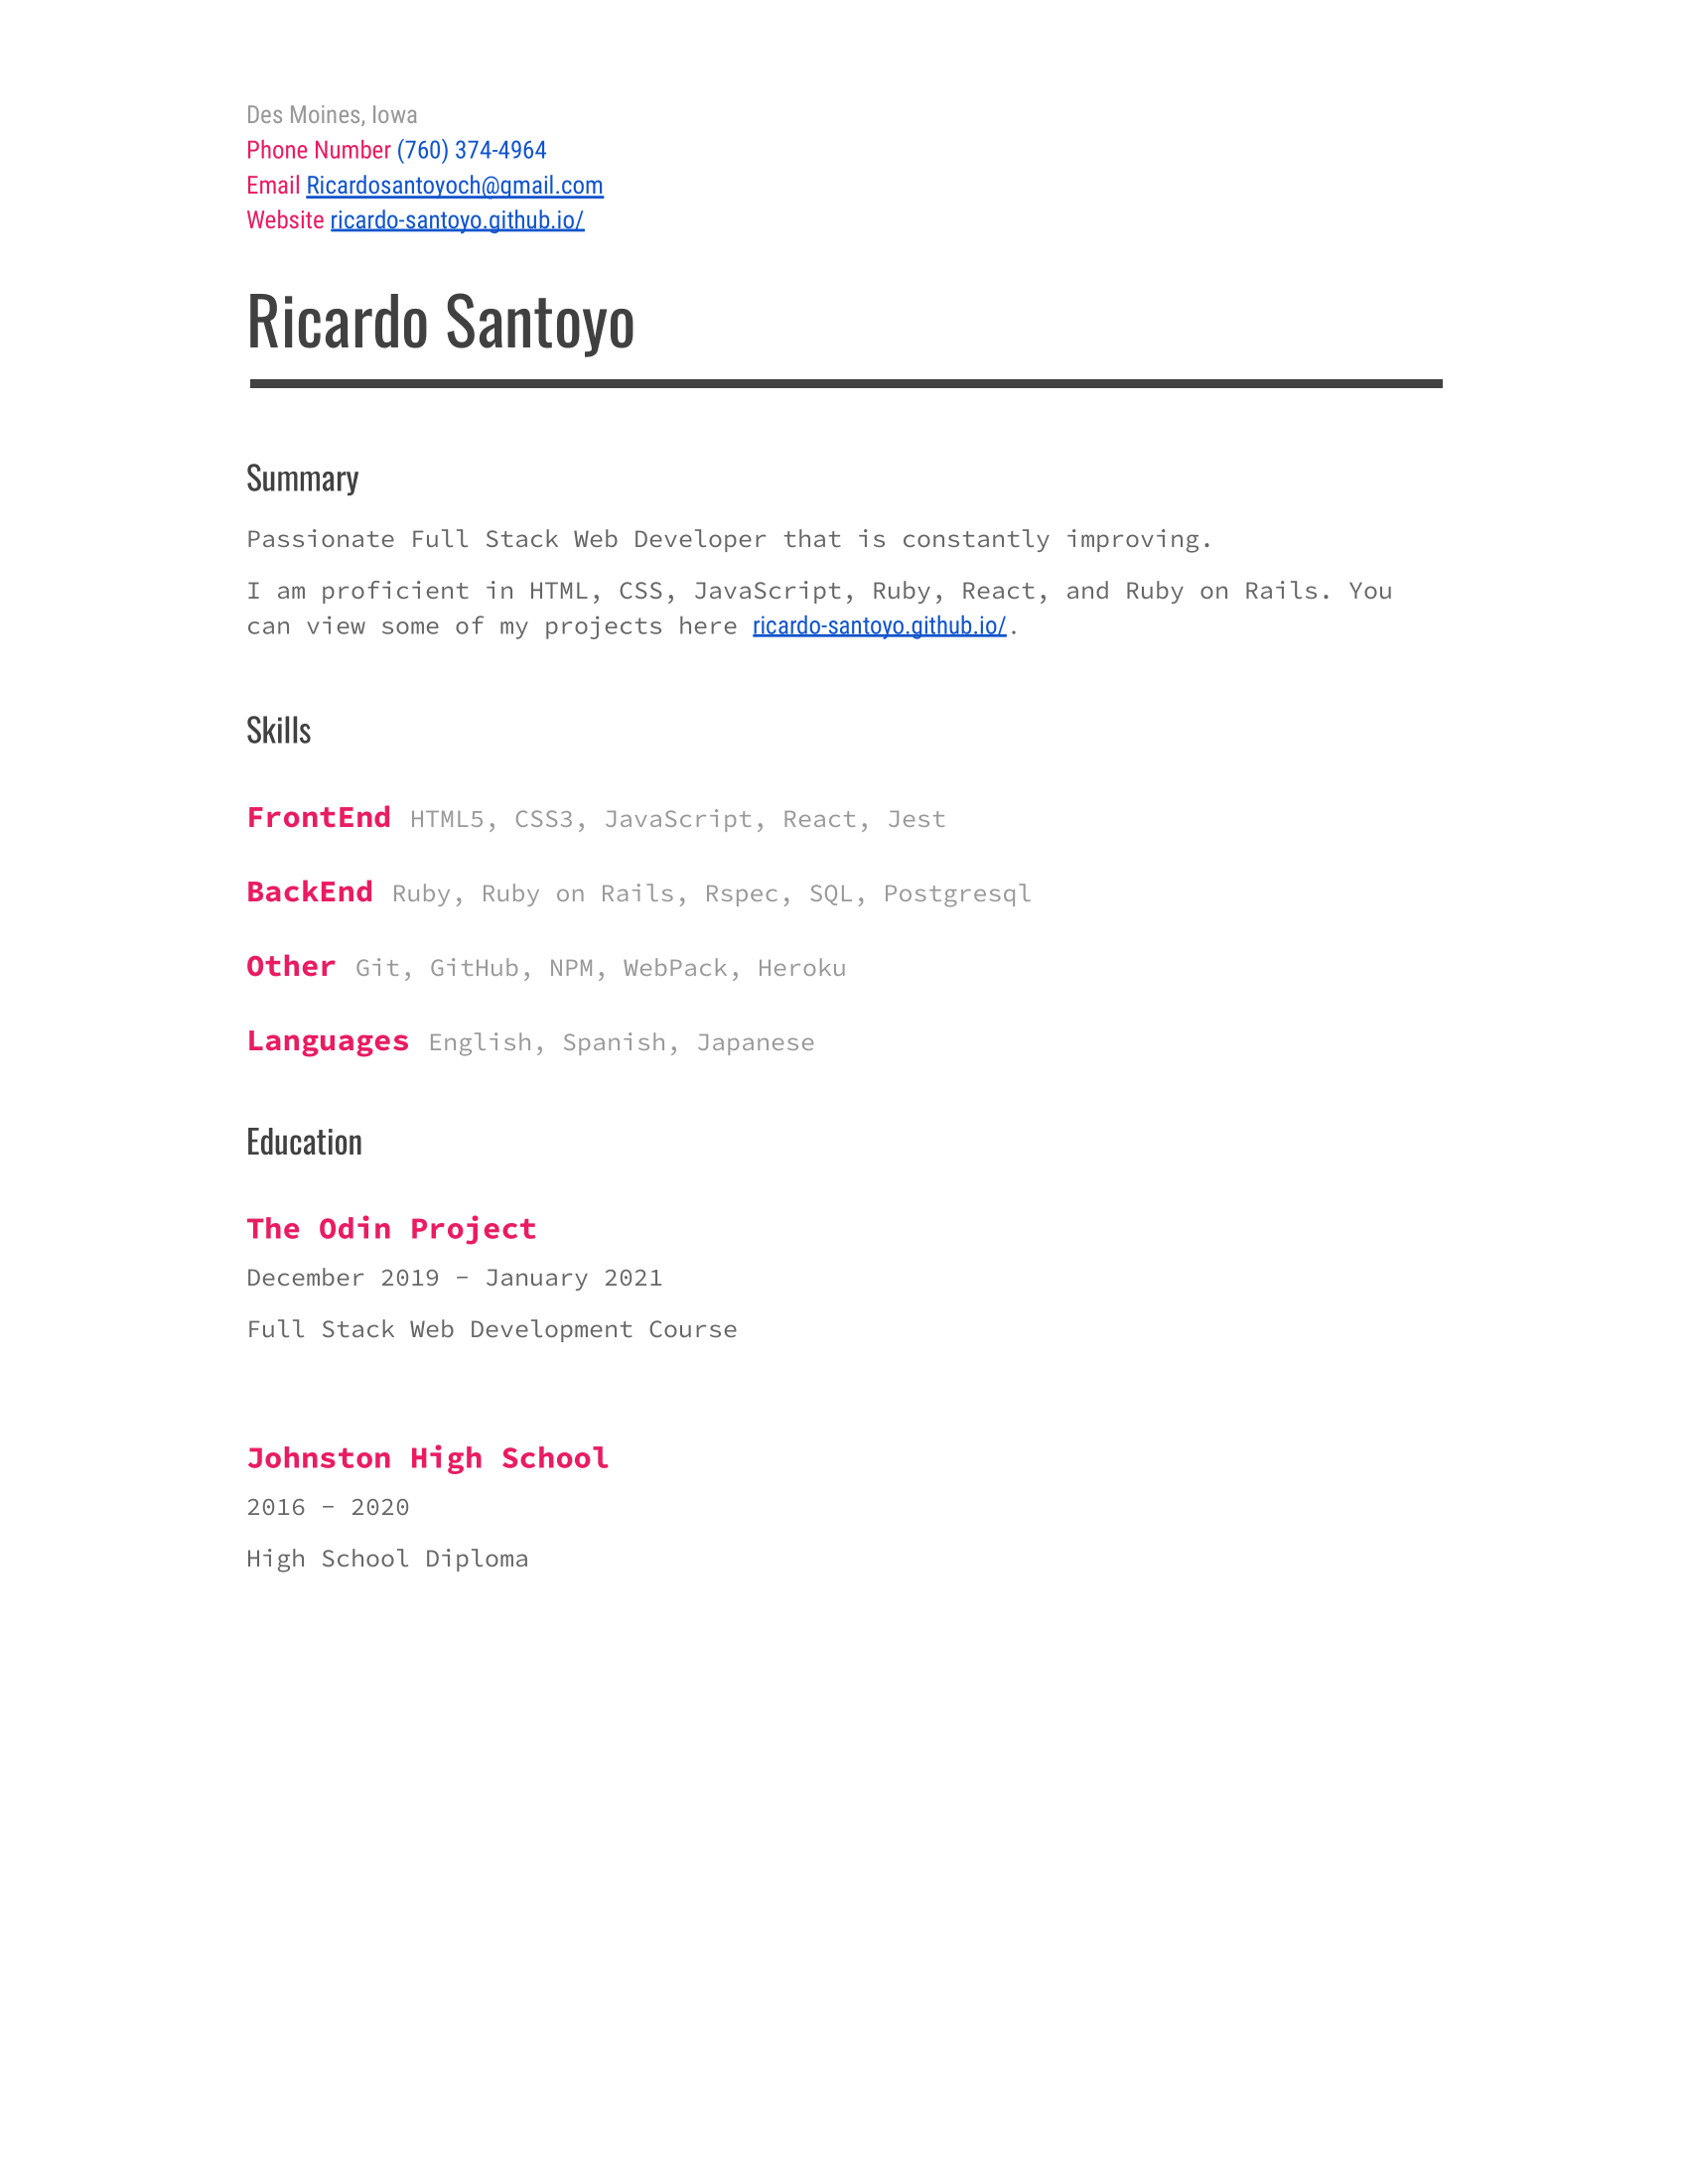 Des Moines, Iowa
Phone Number (760) 374-4964
Email Ricardosantoyoch@gmail.com
Website ricardo-santoyo.github.io/
Ricardo Santoyo
Summary
Passionate Full Stack Web Developer that is constantly improving.
I am proficient in HTML, CSS, JavaScript, Ruby, React, and Ruby on Rails. You
can view some of my projects here ricardo-santoyo.github.io/.
Skills
FrontEnd HTML5, CSS3, JavaScript, React, Jest
BackEnd Ruby, Ruby on Rails, Rspec, SQL, Postgresql
Other Git, GitHub, NPM, WebPack, Heroku
Languages English, Spanish, Japanese
Education
The Odin Project
December 2019 - January 2021
Full Stack Web Development Course
Johnston High School
2016 - 2020
High School Diploma